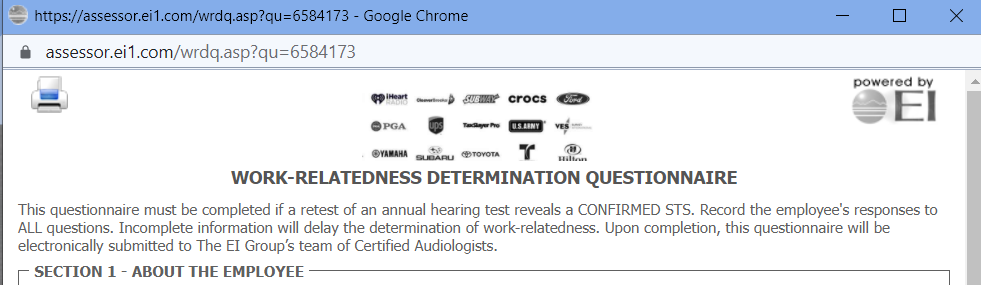 https://assessor.ei1.com/wrdq.asp?qu=6584173 - Google Chrome
assessor.ei1.com/wrdq.asp?qu=6584173
powered by
EI
iHeart RADIO SUBWAY crocs Ford
PGA ups TaxSlayer Pro U.S.ARMY YES
YAMAHA SUBARU TOYOTA T Hilton
WORK-RELATEDNESS DETERMINATION QUESTIONNAIRE
This questionnaire must be completed if a retest of an annual hearing test reveals a CONFIRMED STS. Record the employee's responses to
ALL questions. Incomplete information will delay the determination of work-relatedness. Upon completion, this questionnaire will be
electronically submitted to The EI Group's team of Certified Audiologists.
SECTION 1 - ABOUT THE EMPLOYEE